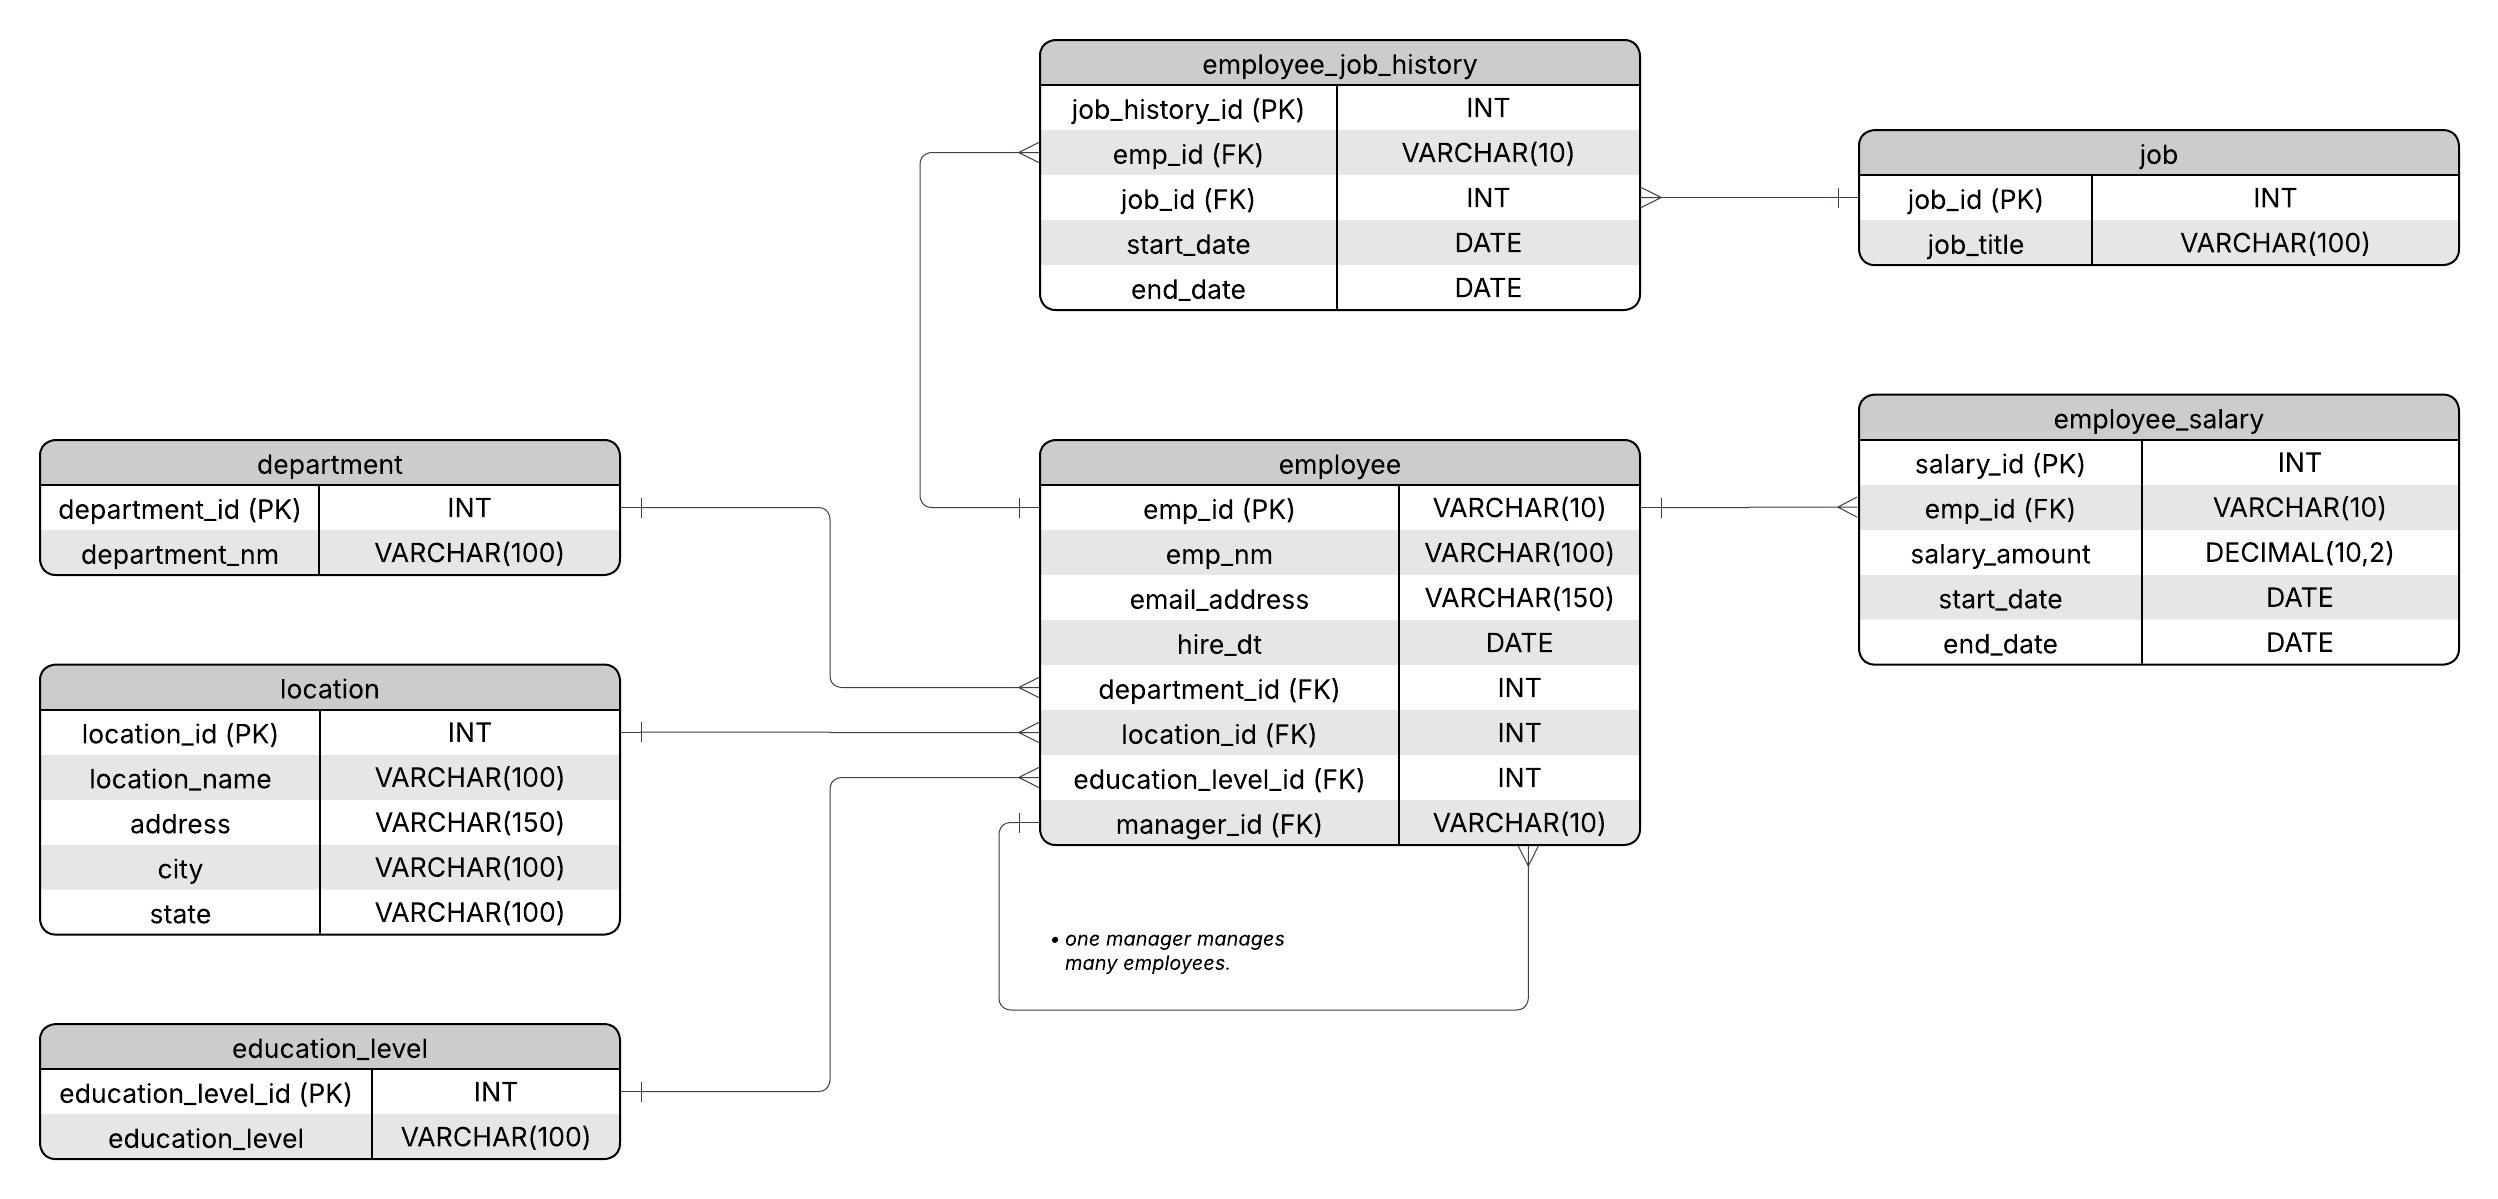 employee_job_history
job_history_id (PK) INT
emp_id (FK) VARCHAR(10)
job_id (FK) INT
start_date DATE
end_date DATE
job
job_id (PK) INT
job_title VARCHAR(100)
department
department_id (PK) INT
department_nm VARCHAR(100)
employee
emp_id (PK) VARCHAR(10)
emp_nm VARCHAR(100)
email_address VARCHAR(150)
hire_dt DATE
department_id (FK) INT
location_id (FK) INT
education_level_id (FK) INT
manager_id (FK) VARCHAR(10)
employee_salary
salary_id (PK) INT
emp_id (FK) VARCHAR(10)
salary_amount DECIMAL(10,2)
start_date DATE
end_date DATE
location
location_id (PK) INT
location_name VARCHAR(100)
address VARCHAR(150)
city VARCHAR(100)
state VARCHAR(100)
• one manager manages
many employees.
education_level
education_level_id (PK) INT
education_level VARCHAR(100)